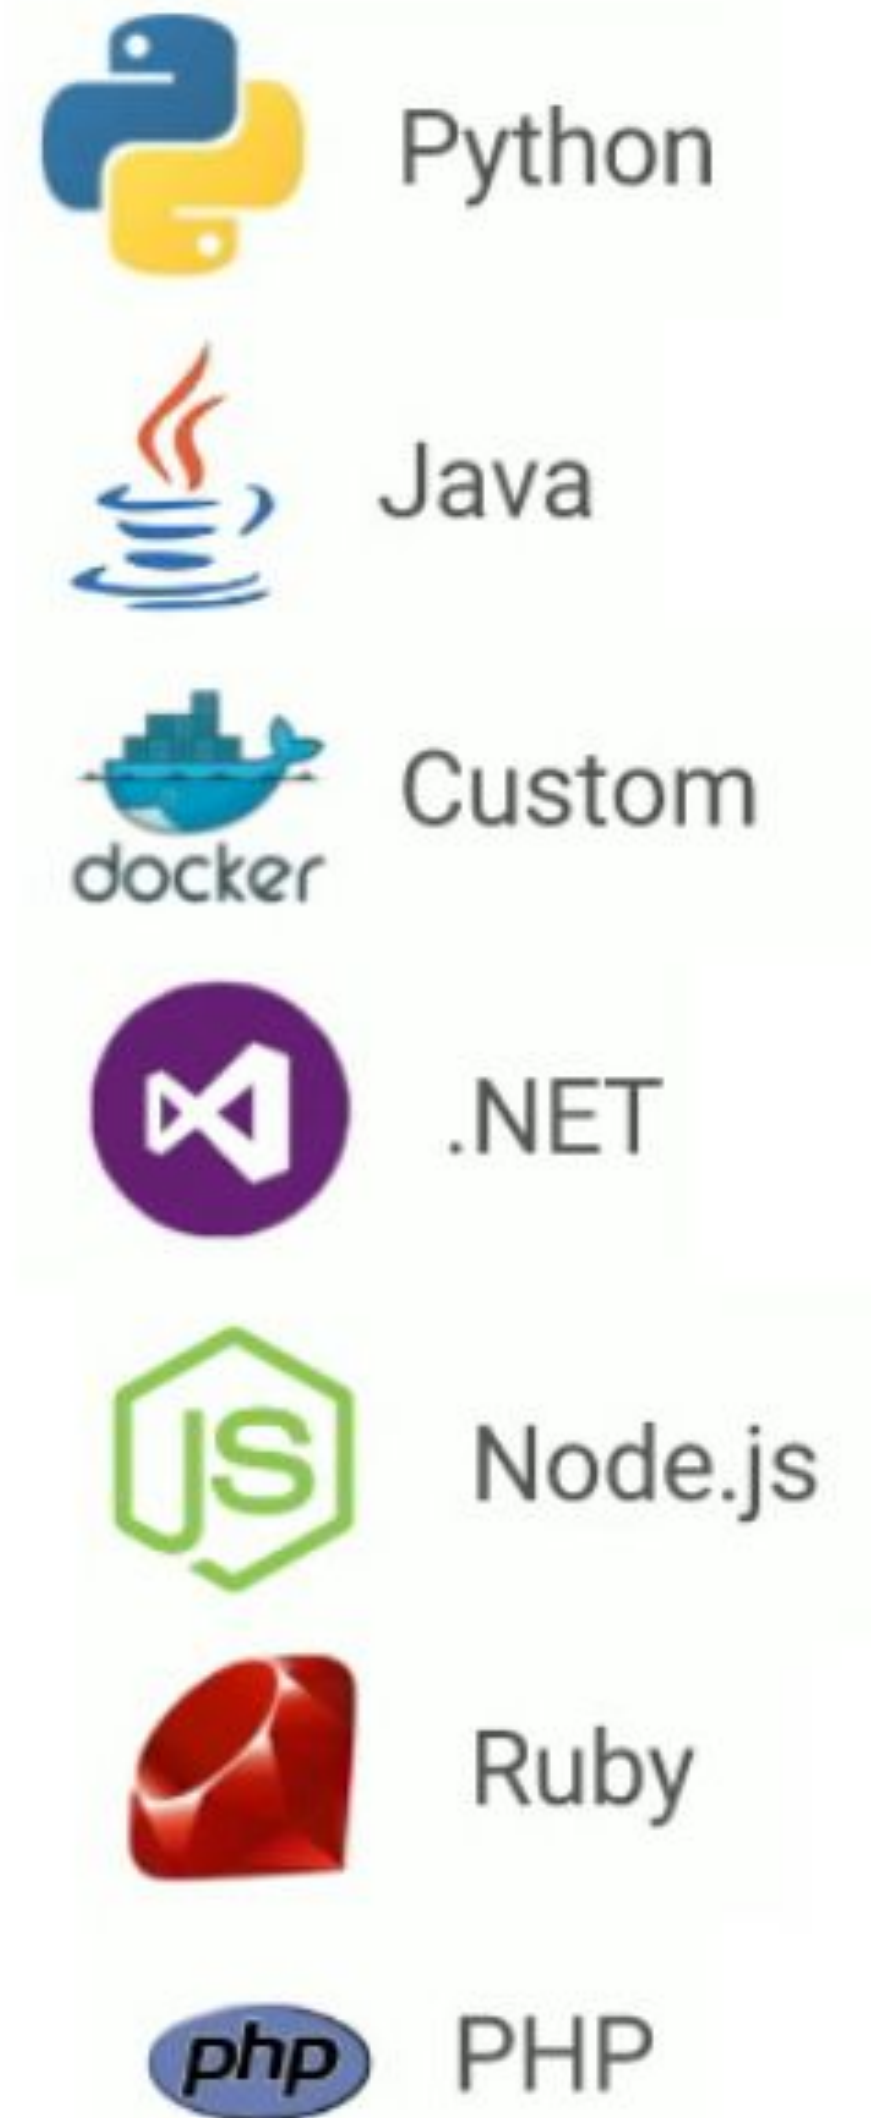 Python
Java
Custom
docker
.NET
JS
Node.js
Ruby
php
PHP